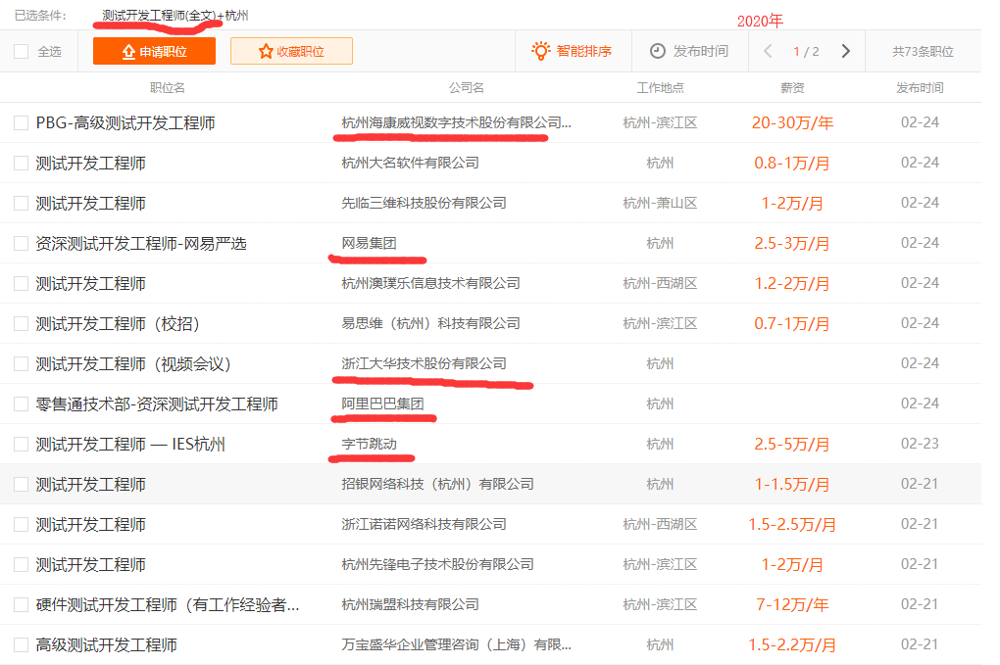 已选条件: 测试开发工程师(全文)+杭州
2020年
全选 申请职位 收藏职位 智能排序 发布时间 1 / 2 共73条职位
职位名 公司名 工作地点 薪资 发布时间
PBG-高级测试开发工程师 杭州海康威视数字技术股份有限公司... 杭州-滨江区 20-30万/年 02-24
测试开发工程师 杭州大名软件有限公司 杭州 0.8-1万/月 02-24
测试开发工程师 先临三维科技股份有限公司 杭州-萧山区 1-2万/月 02-24
资深测试开发工程师-网易严选 网易集团 杭州 2.5-3万/月 02-24
测试开发工程师 杭州澳璞乐信息技术有限公司 杭州-西湖区 1.2-2万/月 02-24
测试开发工程师（校招） 易思维（杭州）科技有限公司 杭州-滨江区 0.7-1万/月 02-24
测试开发工程师（视频会议） 浙江大华技术股份有限公司 杭州 02-24
零售通技术部-资深测试开发工程师 阿里巴巴集团 杭州 02-24
测试开发工程师 — IES杭州 字节跳动 杭州 2.5-5万/月 02-23
测试开发工程师 招银网络科技（杭州）有限公司 杭州 1-1.5万/月 02-21
测试开发工程师 浙江诺诺网络科技有限公司 杭州-西湖区 1.5-2.5万/月 02-21
测试开发工程师 杭州先锋电子技术股份有限公司 杭州-滨江区 1-2万/月 02-21
硬件测试开发工程师（有工作经验者... 杭州瑞盟科技有限公司 杭州-滨江区 7-12万/年 02-21
高级测试开发工程师 万宝盛华企业管理咨询（上海）有限... 杭州 1.5-2.2万/月 02-21